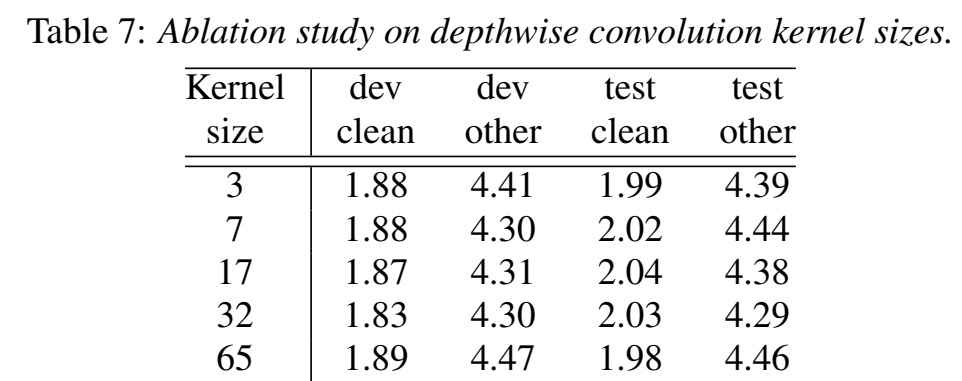 Table 7: Ablation study on depthwise convolution kernel sizes.
Kernel dev dev test test
size clean other clean other
3 1.88 4.41 1.99 4.39
7 1.88 4.30 2.02 4.44
17 1.87 4.31 2.04 4.38
32 1.83 4.30 2.03 4.29
65 1.89 4.47 1.98 4.46